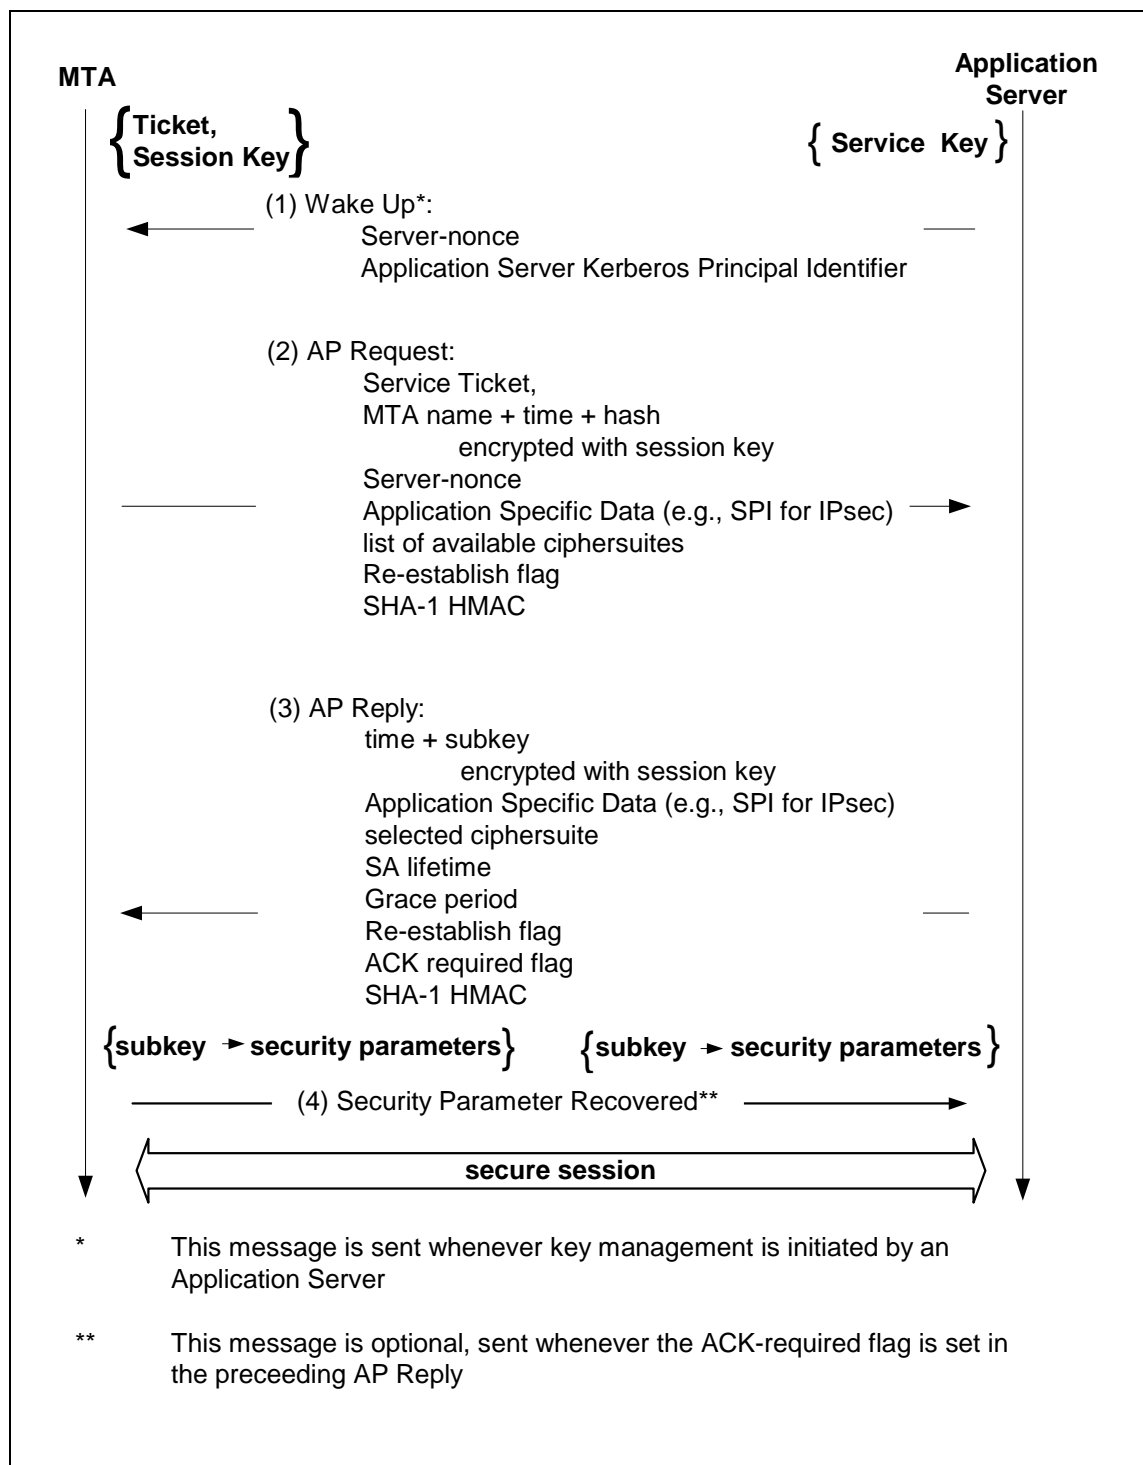 MTA
Application
Server
{Ticket,
Session Key}
{ Service Key }
(1) Wake Up*:
Server-nonce
Application Server Kerberos Principal Identifier
(2) AP Request:
Service Ticket,
MTA name + time + hash
encrypted with session key
Server-nonce
Application Specific Data (e.g., SPI for IPsec)
list of available ciphersuites
Re-establish flag
SHA-1 HMAC
(3) AP Reply:
time + subkey
encrypted with session key
Application Specific Data (e.g., SPI for IPsec)
selected ciphersuite
SA lifetime
Grace period
Re-establish flag
ACK required flag
SHA-1 HMAC
{subkey → security parameters}
{subkey → security parameters}
(4) Security Parameter Recovered**
secure session
* This message is sent whenever key management is initiated by an
Application Server
** This message is optional, sent whenever the ACK-required flag is set in
the preceeding AP Reply